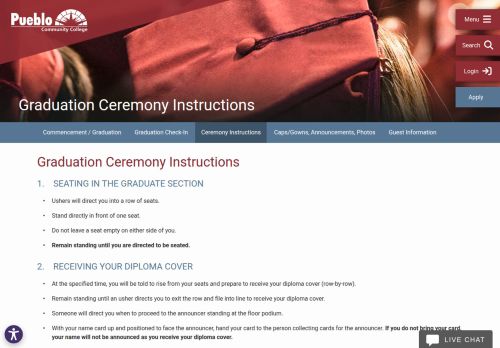 Pueblo
Community College
Menu
Search
Login
Apply
Graduation Ceremony Instructions
Commencement / Graduation
Graduation Check-In
Ceremony Instructions
Caps/Gowns, Announcements, Photos
Guest Information
Graduation Ceremony Instructions
1. SEATING IN THE GRADUATE SECTION
• Ushers will direct you into a row of seats.
• Stand directly in front of one seat.
• Do not leave a seat empty on either side of you.
• Remain standing until you are directed to be seated.
2. RECEIVING YOUR DIPLOMA COVER
• At the specified time, you will be told to rise from your seats and prepare to receive your diploma cover (row-by-row).
• Remain standing until an usher directs you to exit the row and file into line to receive your diploma cover.
• Someone will direct you when to proceed to the announcer standing at the floor podium.
• With your name card up and positioned to face the announcer, hand your card to the person collecting cards for the announcer. If you do not bring your card,
your name will not be announced as you receive your diploma cover.
LIVE CHAT